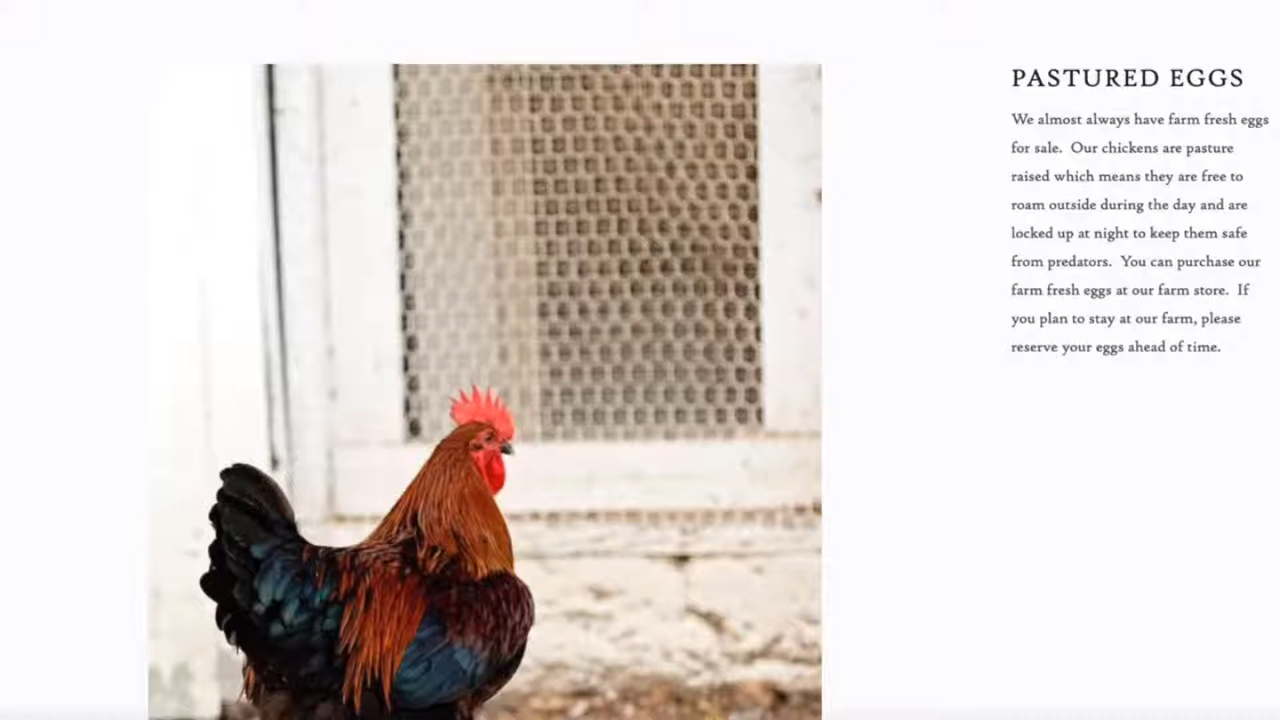 PASTURED EGGS
We almost always have farm fresh eggs
for sale.  Our chickens are pasture
raised which means they are free to
roam outside during the day and are
locked up at night to keep them safe
from predators.  You can purchase our
farm fresh eggs at our farm store.  If
you plan to stay at our farm, please
reserve your eggs ahead of time.